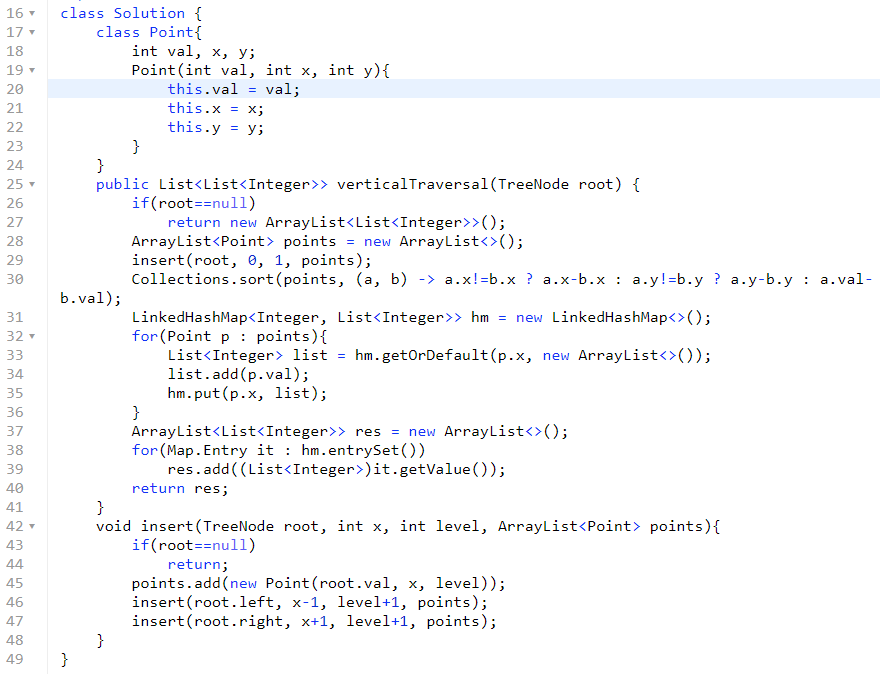 16 class Solution {
17     class Point{
18         int val, x, y;
19         Point(int val, int x, int y){
20             this.val = val;
21             this.x = x;
22             this.y = y;
23         }
24     }
25     public List<List<Integer>> verticalTraversal(TreeNode root) {
26         if(root==null)
27             return new ArrayList<List<Integer>>();
28         ArrayList<Point> points = new ArrayList<>();
29         insert(root, 0, 1, points);
30         Collections.sort(points, (a, b) -> a.x!=b.x ? a.x-b.x : a.y!=b.y ? a.y-b.y : a.val-
b.val);
31         LinkedHashMap<Integer, List<Integer>> hm = new LinkedHashMap<>();
32         for(Point p : points){
33             List<Integer> list = hm.getOrDefault(p.x, new ArrayList<>());
34             list.add(p.val);
35             hm.put(p.x, list);
36         }
37         ArrayList<List<Integer>> res = new ArrayList<>();
38         for(Map.Entry it : hm.entrySet())
39             res.add((List<Integer>)it.getValue());
40         return res;
41     }
42     void insert(TreeNode root, int x, int level, ArrayList<Point> points){
43         if(root==null)
44             return;
45         points.add(new Point(root.val, x, level));
46         insert(root.left, x-1, level+1, points);
47         insert(root.right, x+1, level+1, points);
48     }
49 }